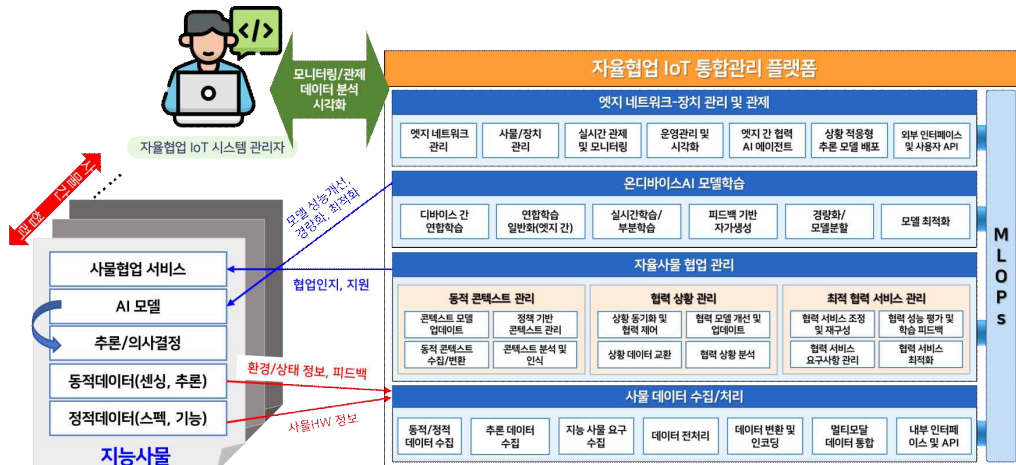 모니터링/관제
데이터 분석
시각화
자율협업 IoT 시스템 관리자
사물간 협력
모델 성능개선,
경량화, 최적화
협업인지, 지원
환경/상태 정보, 피드백
사물HW 정보
사물협업 서비스
AI 모델
추론/의사결정
동적데이터(센싱, 추론)
정적데이터(스펙, 기능)
지능사물
자율협업 IoT 통합관리 플랫폼
엣지 네트워크-장치 관리 및 관제
엣지 네트워크
관리
사물/장치
관리
실시간 관제
및 모니터링
운영관리 및
시각화
엣지 간 협력
AI 에이전트
상황 적응형
추론 모델 배포
외부 인터페이스
및 사용자 API
온디바이스AI 모델학습
디바이스 간
연합학습
연합학습
일반화(엣지 간)
실시간학습/
부분학습
피드백 기반
자가생성
경량화/
모델분할
모델 최적화
자율사물 협업 관리
동적 콘텍스트 관리
콘텍스트 모델
업데이트
정책 기반
콘텍스트 관리
동적 콘텍스트
수집/변환
콘텍스트 분석 및
인식
협력 상황 관리
상황 동기화 및
협력 제어
협력 모델 개선 및
업데이트
상황 데이터 교환
협력 상황 분석
최적 협력 서비스 관리
협력 서비스 조정
및 재구성
협력 성능 평가 및
학습 피드백
협력 서비스
요구사항 관리
협력 서비스
최적화
사물 데이터 수집/처리
동적/정적
데이터 수집
추론 데이터
수집
지능 사물 요구
수집
데이터 전처리
데이터 변환 및
인코딩
멀티모달
데이터 통합
내부 인터페
이스 및 API
MLOPs